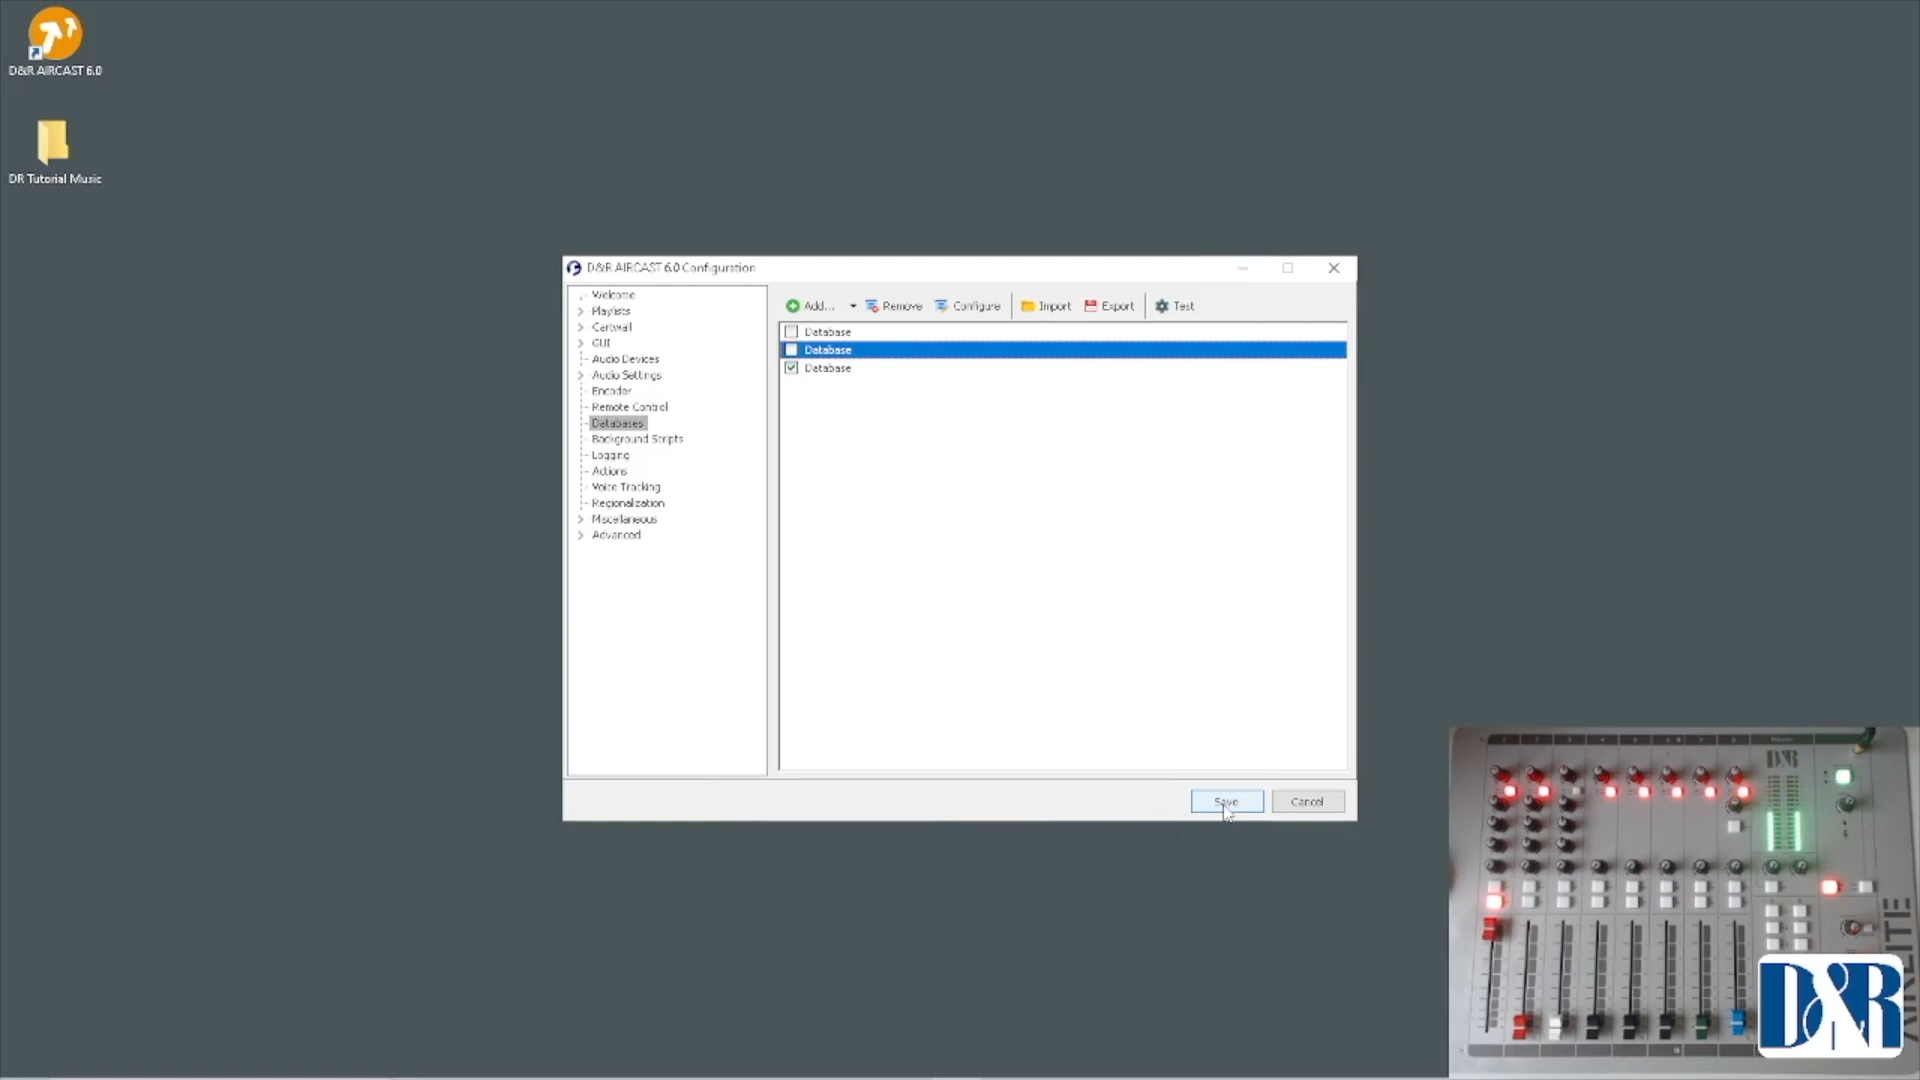 D&R AIRCAST 6.0
DR Tutorial Music
D&R AIRCAST 6.0 Configuration
Welcome
Playlists
Cartwall
GUI
Audio Devices
Audio Settings
Encoder
Remote Control
Databases
Background Scripts
Logging
Actions
Voice Tracking
Regionalization
Miscellaneous
Advanced
Add...
Remove
Configure
Import
Export
Test
Database
Database
Database
Save
Cancel
D&R
AIRLITE
D&R